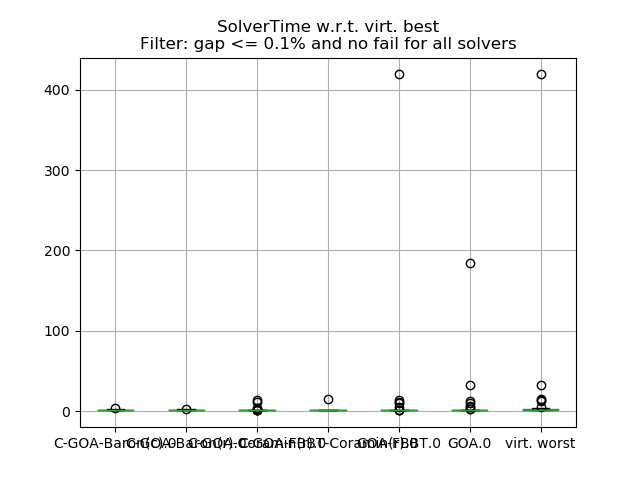 SolverTime w.r.t. virt. best
Filter: gap <= 0.1% and no fail for all solvers
400
300
200
100
0
GOA.0 virt. worst